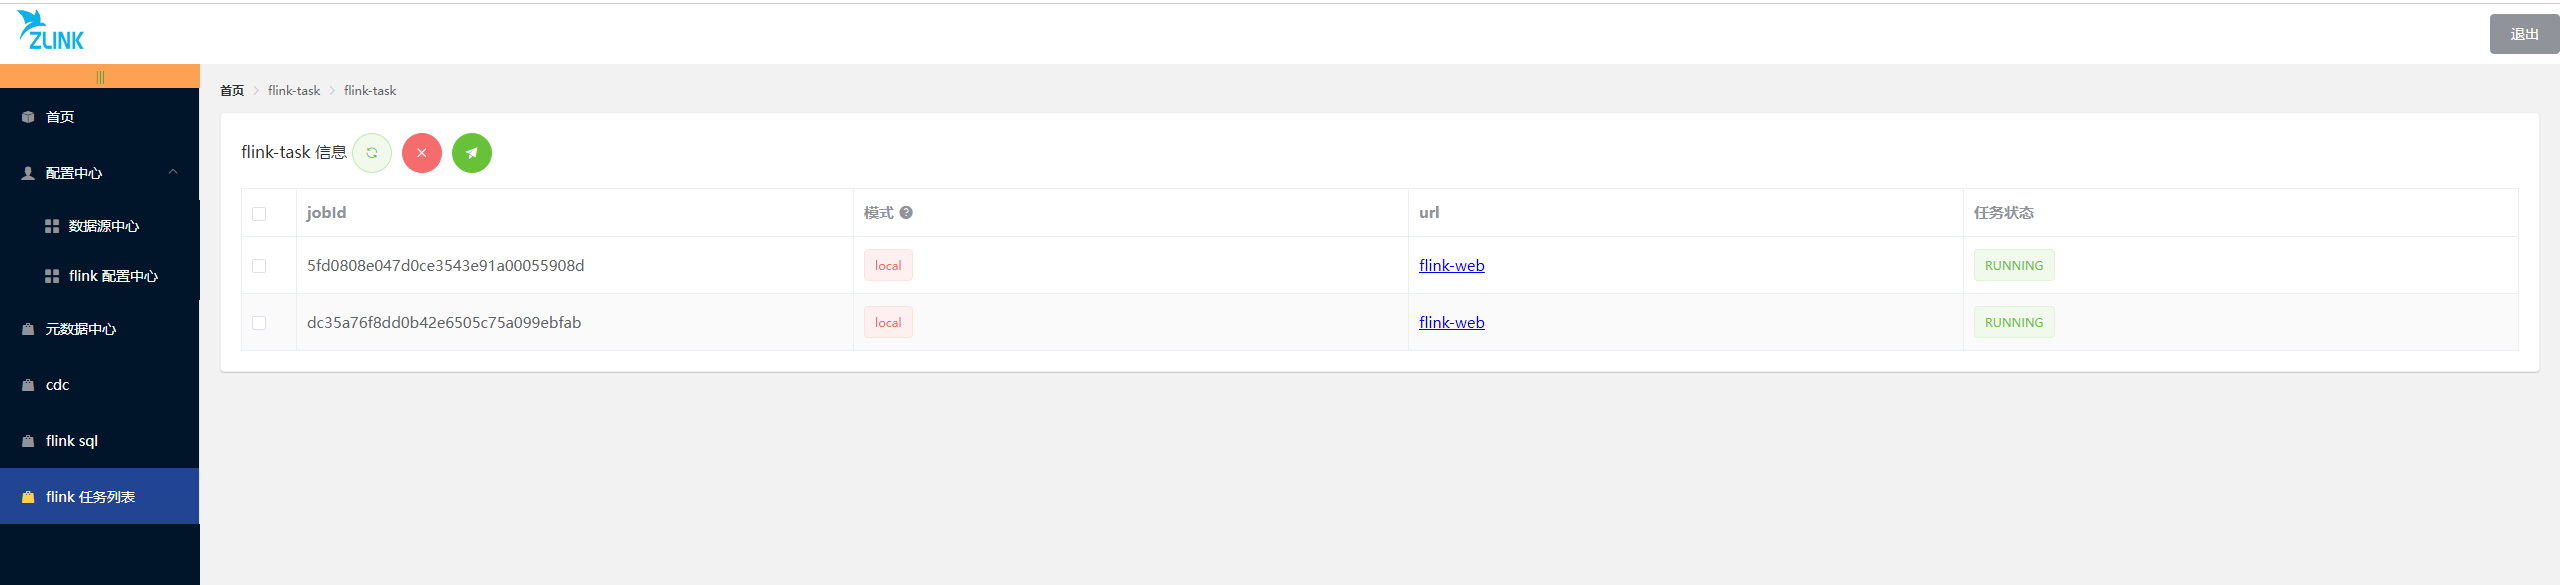 ZLINK
退出
首页
配置中心
数据源中心
flink 配置中心
元数据中心
cdc
flink sql
flink 任务列表
首页 > flink-task > flink-task
flink-task 信息
jobId 模式 url 任务状态
5fd0808e047d0ce3543e91a00055908d local flink-web RUNNING
dc35a76f8dd0b42e6505c75a099ebfab local flink-web RUNNING